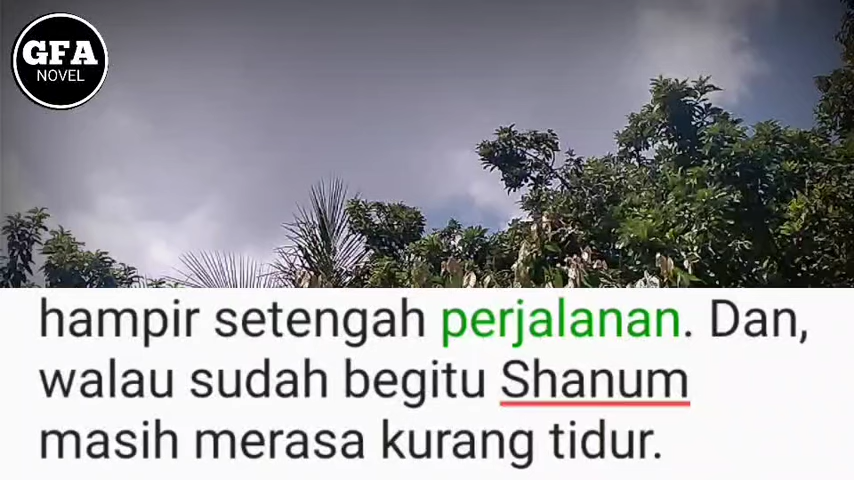 GFA
NOVEL
hampir setengah perjalanan. Dan,
walau sudah begitu Shanum
masih merasa kurang tidur.